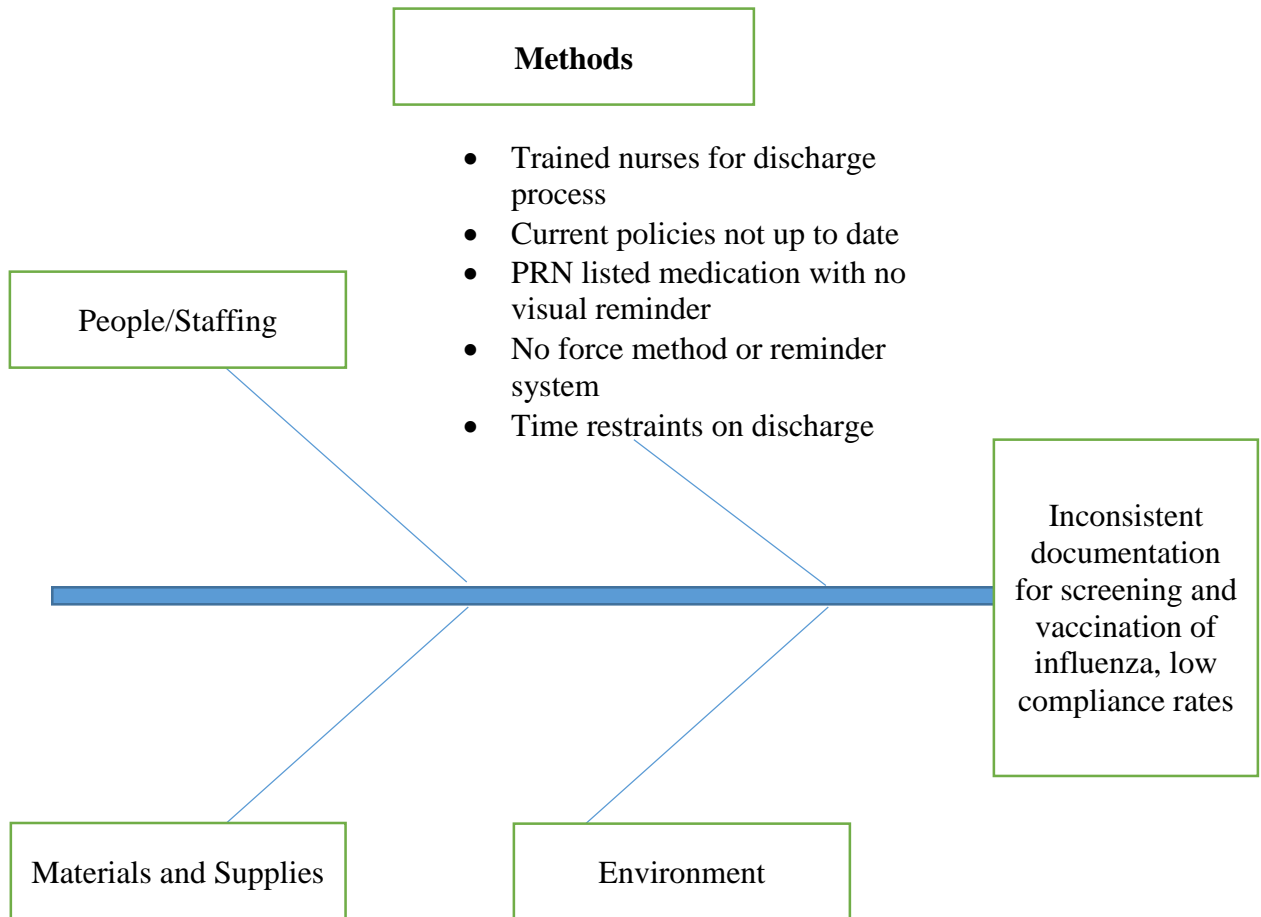 Methods
• Trained nurses for discharge
process
• Current policies not up to date
• PRN listed medication with no
visual reminder
• No force method or reminder
system
• Time restraints on discharge
People/Staffing
Inconsistent
documentation
for screening and
vaccination of
influenza, low
compliance rates
Materials and Supplies
Environment